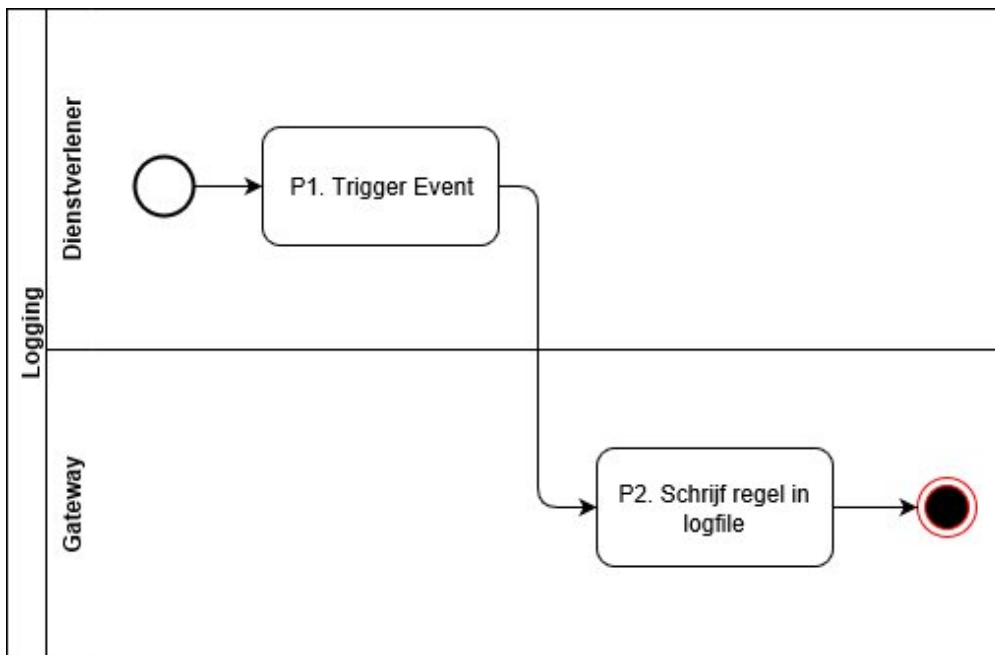 Logging
Dienstverlener
P1. Trigger Event
Gateway
P2. Schrijf regel in
logfile